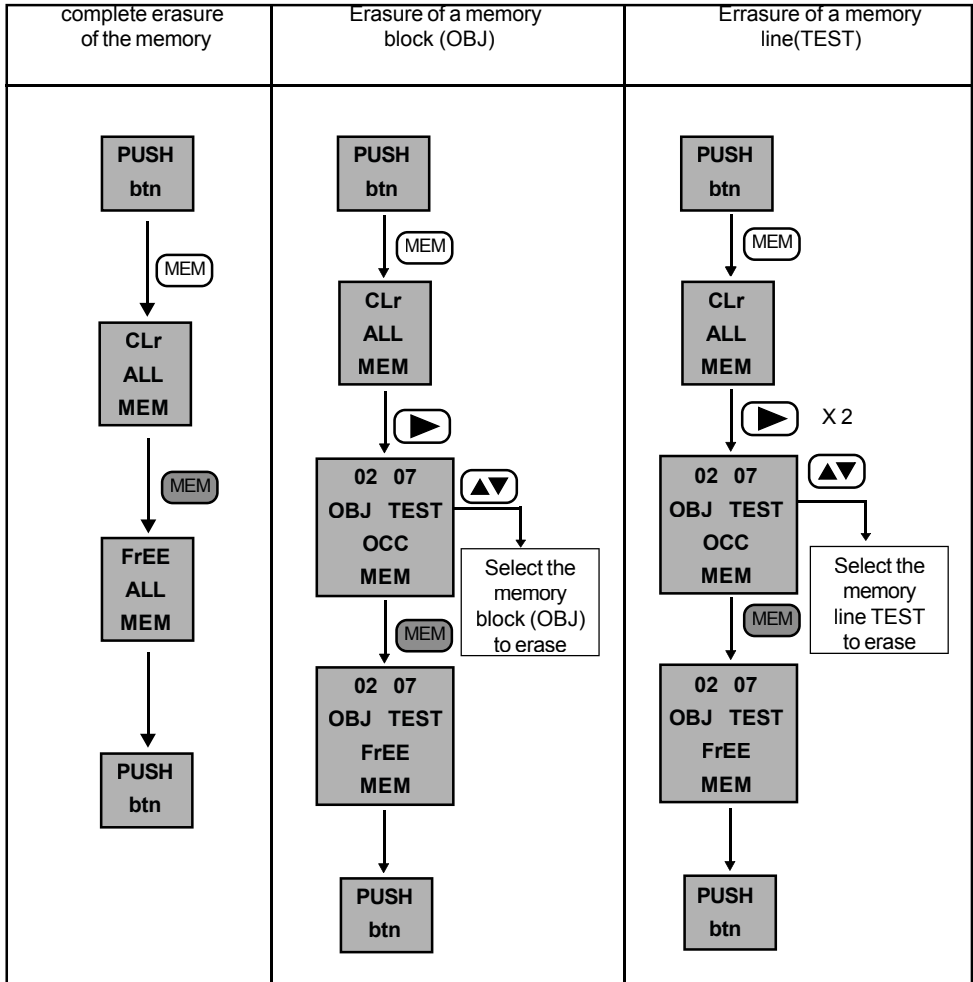 complete erasure
of the memory
PUSH
btn
MEM
CLr
ALL
MEM
MEM
FrEE
ALL
MEM
PUSH
btn
Erasure of a memory
block (OBJ)
PUSH
btn
MEM
CLr
ALL
MEM
02 07
OBJ TEST
OCC
MEM
Select the
memory
block (OBJ)
to erase
MEM
02 07
OBJ TEST
FrEE
MEM
PUSH
btn
Errasure of a memory
line(TEST)
PUSH
btn
MEM
CLr
ALL
MEM
X 2
02 07
OBJ TEST
OCC
MEM
Select the
memory
line TEST
to erase
MEM
02 07
OBJ TEST
FrEE
MEM
PUSH
btn